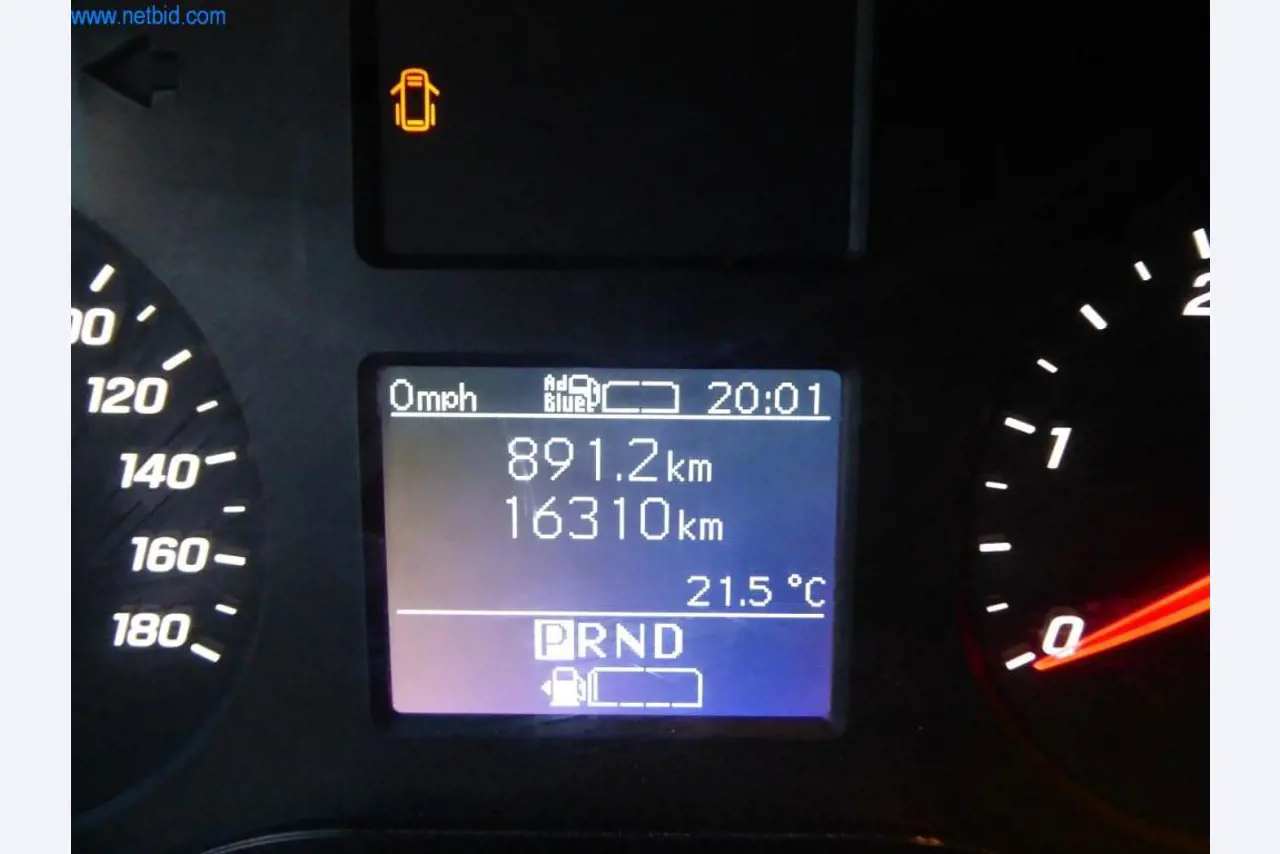 www.netbid.com
0mph Ad Blue 20:01
891.2km
16310km
21.5 °C
PRND
120
140
160
180
2
1
0